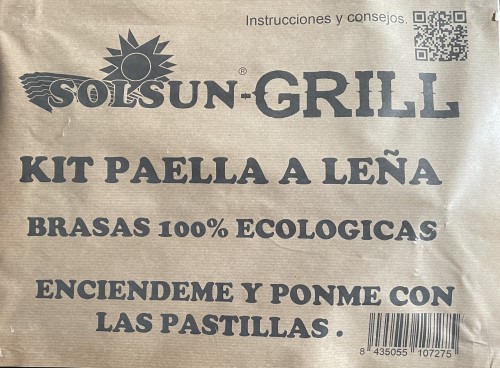 Instrucciones y consejos.
SOLSUN®-GRILL
KIT PAELLA A LEÑA
BRASAS 100% ECOLOGICAS
ENCIENDEME Y PONME CON
LAS PASTILLAS .
8 435055 107275